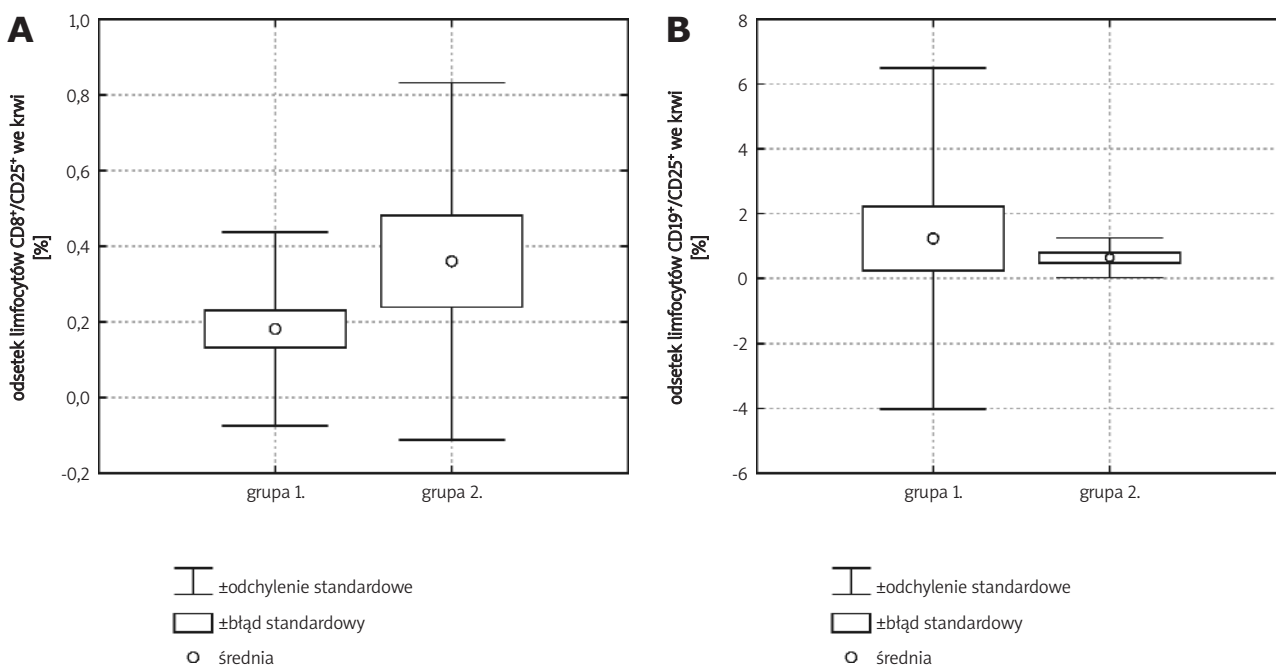 A
odsetek limfocytów CD8⁺/CD25⁺ we krwi
[%]
1,0
0,8
0,6
0,4
0,2
0,0
-0,2
grupa 1.
grupa 2.
±odchylenie standardowe
±błąd standardowy
średnia
B
odsetek limfocytów CD19⁺/CD25⁺ we krwi
[%]
8
6
4
2
0
-2
-4
-6
grupa 1.
grupa 2.
±odchylenie standardowe
±błąd standardowy
średnia